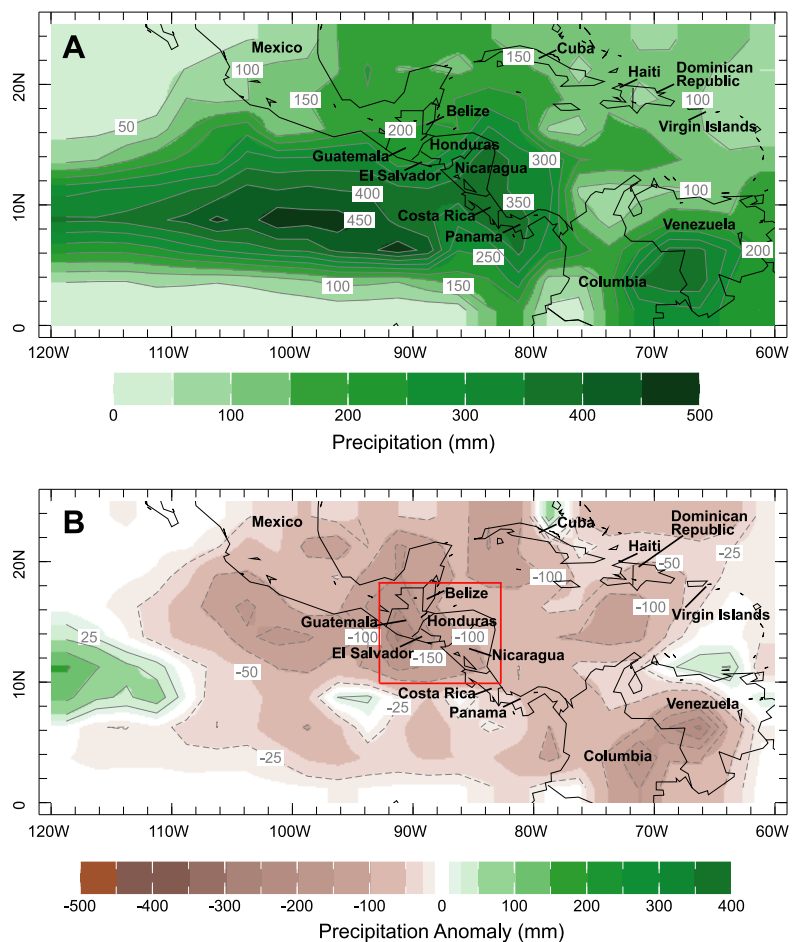 A
Mexico
150
Cuba
20N
100
Haiti
Dominican
Republic
150
100
50
Belize
200
Virgin Islands
Honduras
Guatemala
300
El Salvador
Nicaragua
400
100
10N
350
450
Costa Rica
Venezuela
Panama
250
200
Columbia
100
150
0
120W 110W 100W 90W 80W 70W 60W
0 100 200 300 400 500
Precipitation (mm)
B
Mexico
Cuba
Dominican
Republic
Haiti
-50
-25
20N
-100
Belize
-100
Virgin Islands
Guatemala
Honduras
25
-100
-100
El Salvador
-150
Nicaragua
-50
10N
Costa Rica
-25
Venezuela
Panama
-25
Columbia
0
120W 110W 100W 90W 80W 70W 60W
-500 -400 -300 -200 -100 0 100 200 300 400
Precipitation Anomaly (mm)